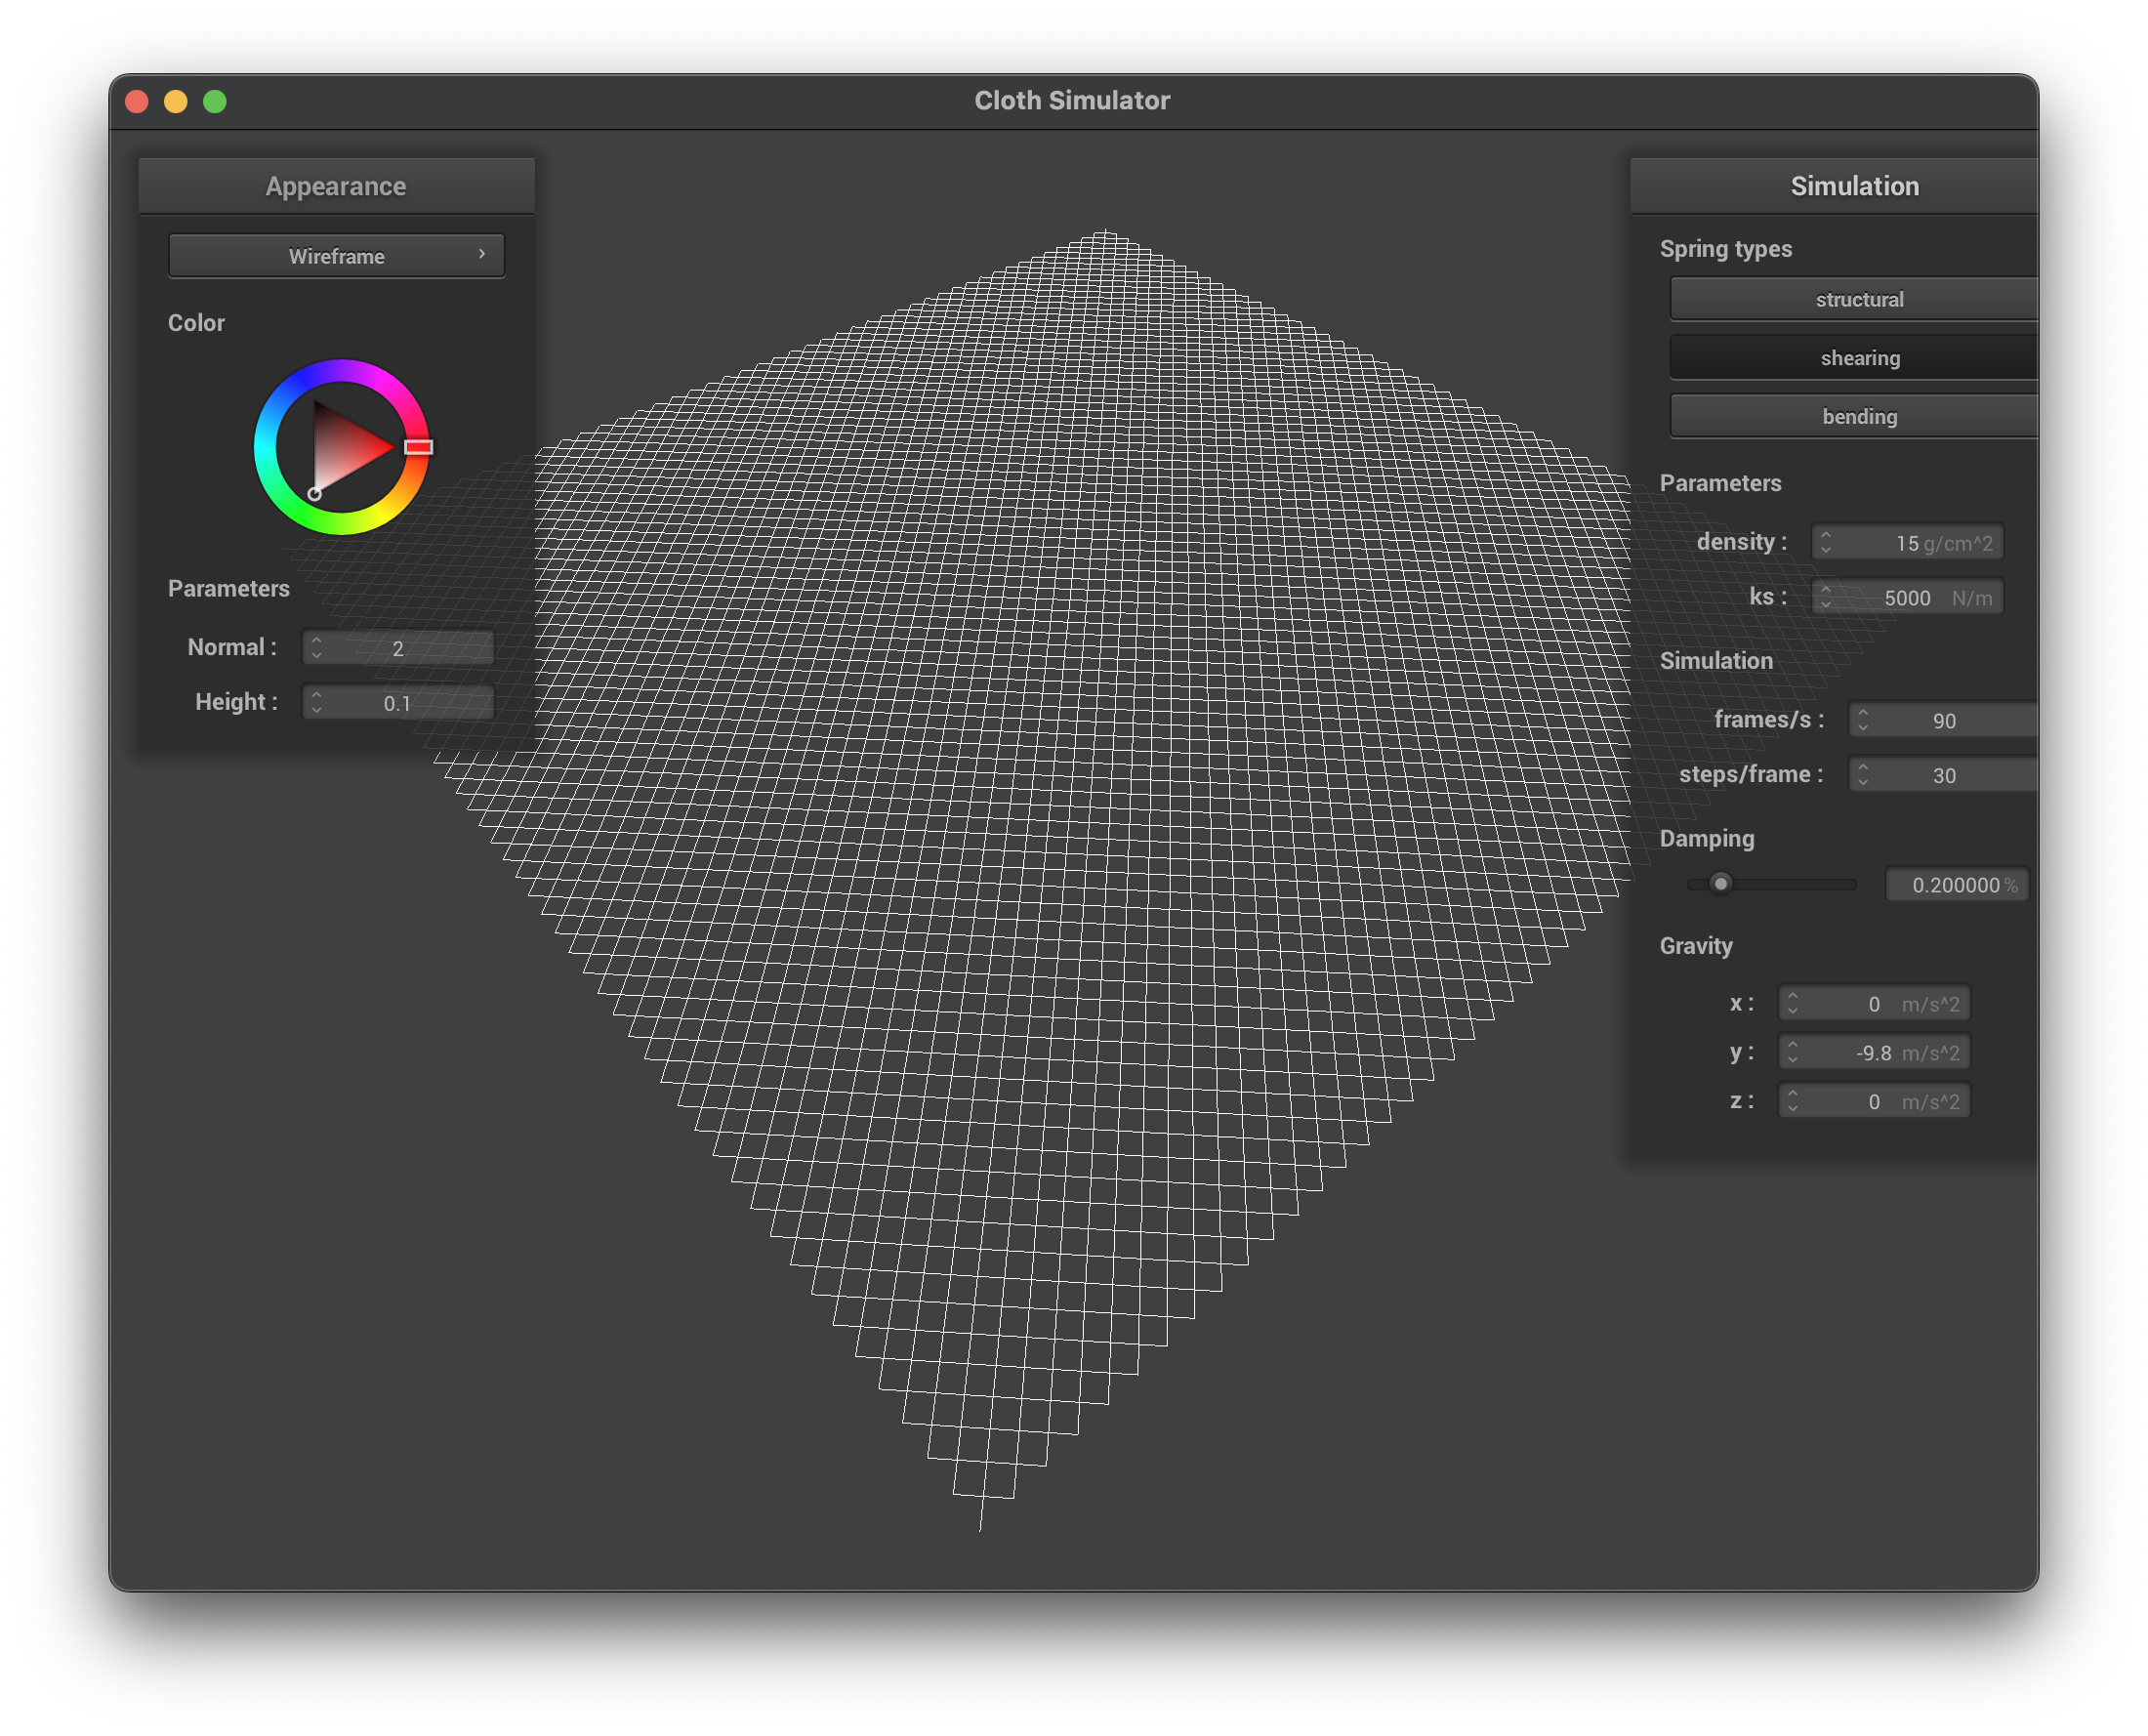 Cloth Simulator
Appearance
Wireframe
Color
Parameters
Normal : 2
Height : 0.1
Simulation
Spring types
structural
shearing
bending
Parameters
density : 15 g/cm^2
ks : 5000 N/m
Simulation
frames/s : 90
steps/frame : 30
Damping
0.200000 %
Gravity
x : 0 m/s^2
y : -9.8 m/s^2
z : 0 m/s^2